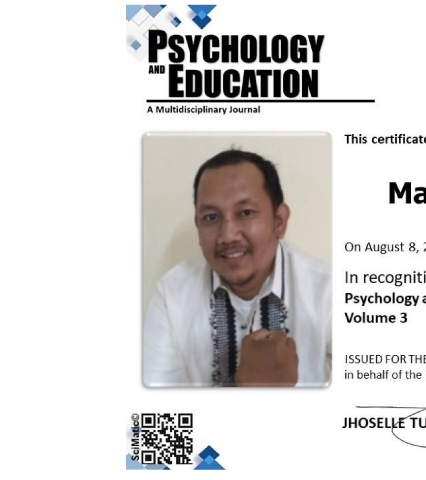 PSYCHOLOGY
AND EDUCATION
A Multidisciplinary Journal
This certificate
Ma
On August 8, 2
In recogniti
Psychology a
Volume 3
ISSUED FOR THE
in behalf of the
JHOSELLE TU
SciMatic©